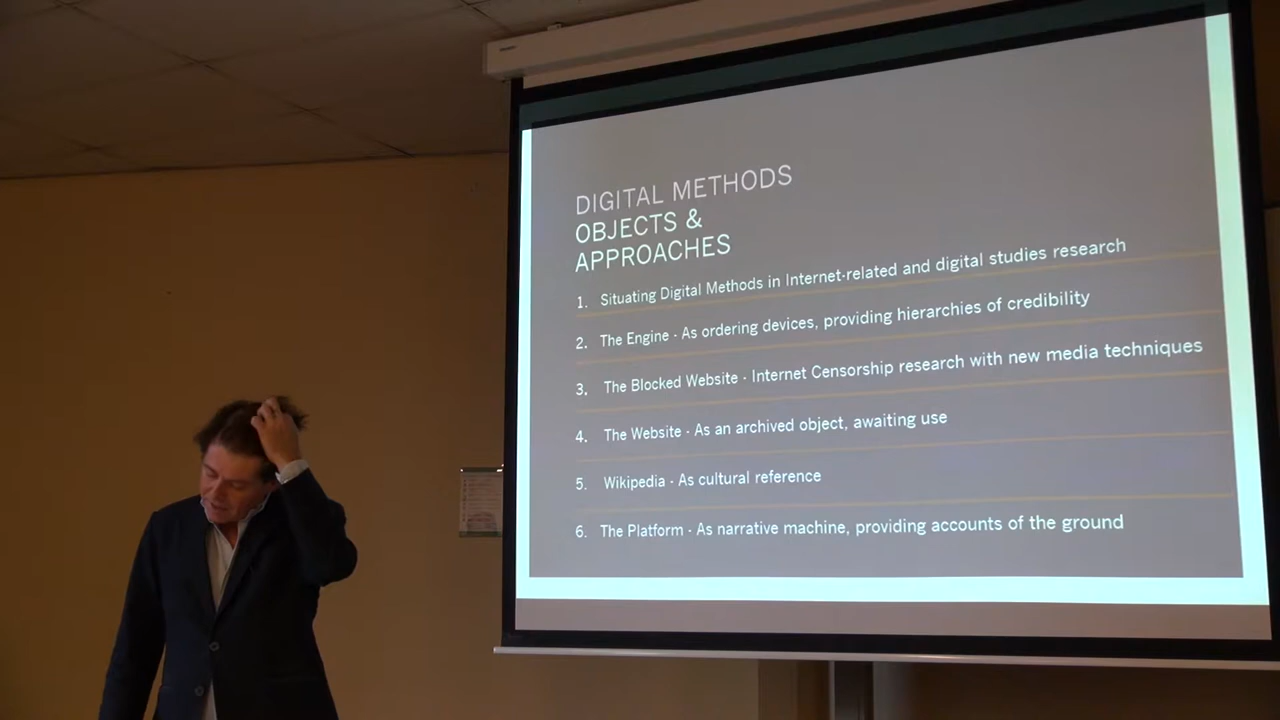 DIGITAL METHODS
OBJECTS &
APPROACHES
1. Situating Digital Methods in Internet-related and digital studies research
2. The Engine - As ordering devices, providing hierarchies of credibility
3. The Blocked Website - Internet Censorship research with new media techniques
4. The Website - As an archived object, awaiting use
5. Wikipedia - As cultural reference
6. The Platform - As narrative machine, providing accounts of the ground